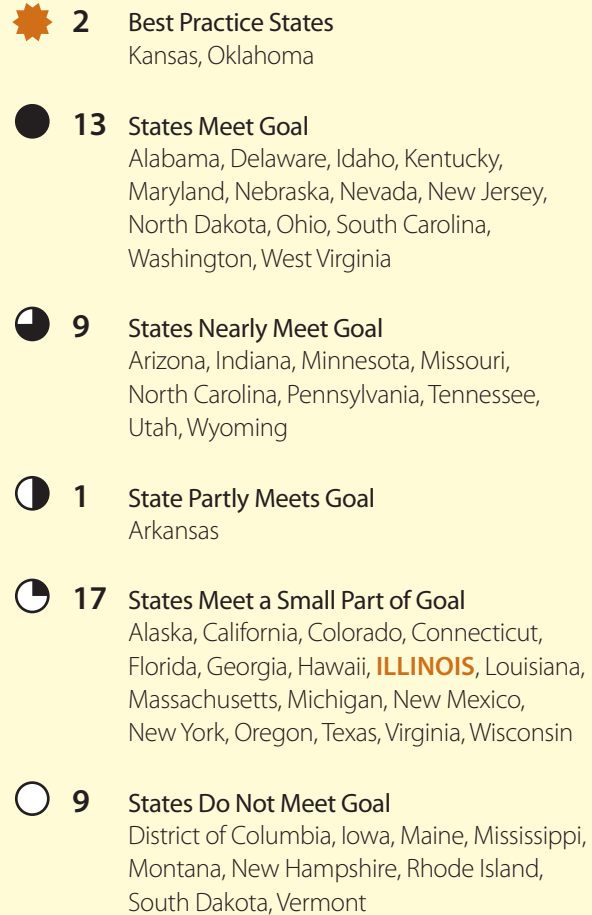 2 Best Practice States
Kansas, Oklahoma
13 States Meet Goal
Alabama, Delaware, Idaho, Kentucky,
Maryland, Nebraska, Nevada, New Jersey,
North Dakota, Ohio, South Carolina,
Washington, West Virginia
9 States Nearly Meet Goal
Arizona, Indiana, Minnesota, Missouri,
North Carolina, Pennsylvania, Tennessee,
Utah, Wyoming
1 State Partly Meets Goal
Arkansas
17 States Meet a Small Part of Goal
Alaska, California, Colorado, Connecticut,
Florida, Georgia, Hawaii, ILLINOIS, Louisiana,
Massachusetts, Michigan, New Mexico,
New York, Oregon, Texas, Virginia, Wisconsin
9 States Do Not Meet Goal
District of Columbia, Iowa, Maine, Mississippi,
Montana, New Hampshire, Rhode Island,
South Dakota, Vermont